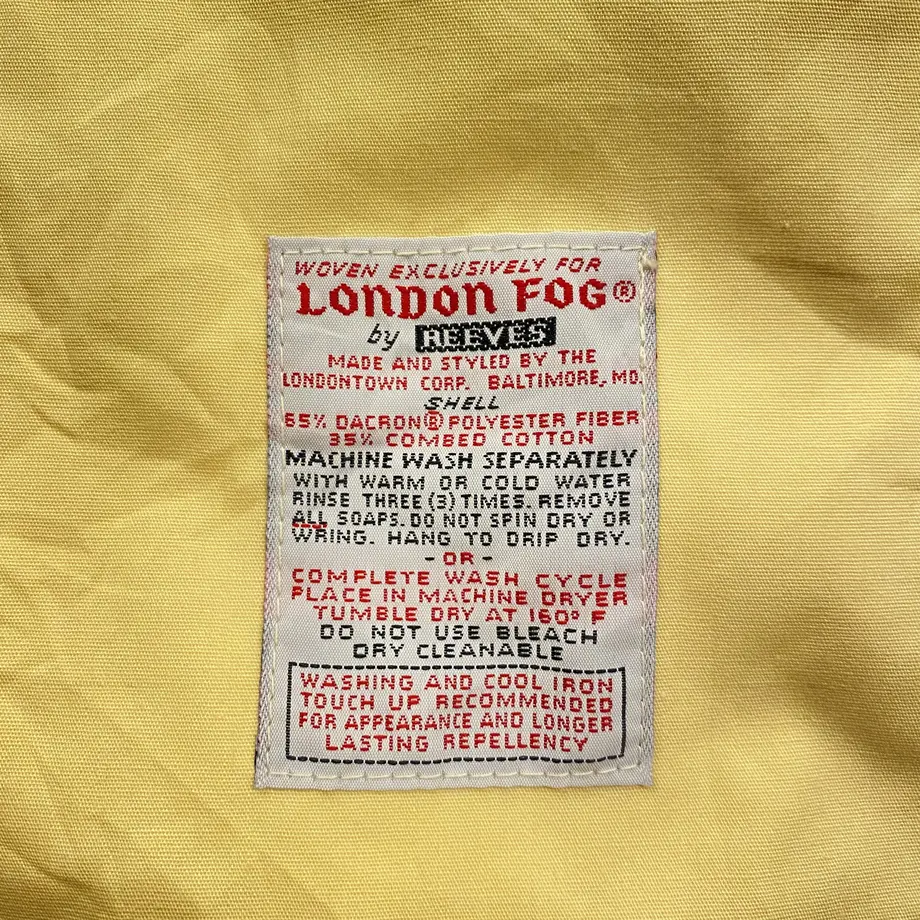 WOVEN EXCLUSIVELY FOR
LONDON FOG®
by REEVES
MADE AND STYLED BY THE
LONDONTOWN CORP. BALTIMORE, MD.
SHELL
65% DACRON® POLYESTER FIBER
35% COMBED COTTON
MACHINE WASH SEPARATELY
WITH WARM OR COLD WATER
RINSE THREE (3) TIMES. REMOVE
ALL SOAPS. DO NOT SPIN DRY OR
WRING. HANG TO DRIP DRY.
- OR -
COMPLETE WASH CYCLE
PLACE IN MACHINE DRYER
TUMBLE DRY AT 160° F
DO NOT USE BLEACH
DRY CLEANABLE
WASHING AND COOL IRON
TOUCH UP RECOMMENDED
FOR APPEARANCE AND LONGER
LASTING REPELLENCY